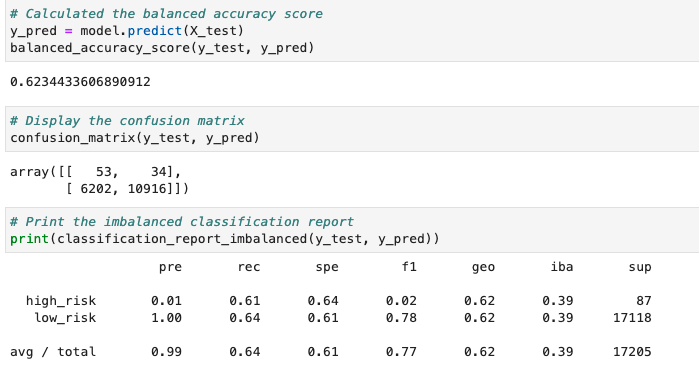 # Calculated the balanced accuracy score
y_pred = model.predict(X_test)
balanced_accuracy_score(y_test, y_pred)
0.6234433606890912
# Display the confusion matrix
confusion_matrix(y_test, y_pred)
array([[   53,    34],
       [ 6202, 10916]])
# Print the imbalanced classification report
print(classification_report_imbalanced(y_test, y_pred))
                   pre       rec       spe        f1       geo       iba       sup
  high_risk       0.01      0.61      0.64      0.02      0.62      0.39        87
   low_risk       1.00      0.64      0.61      0.78      0.62      0.39     17118
avg / total       0.99      0.64      0.61      0.77      0.62      0.39     17205